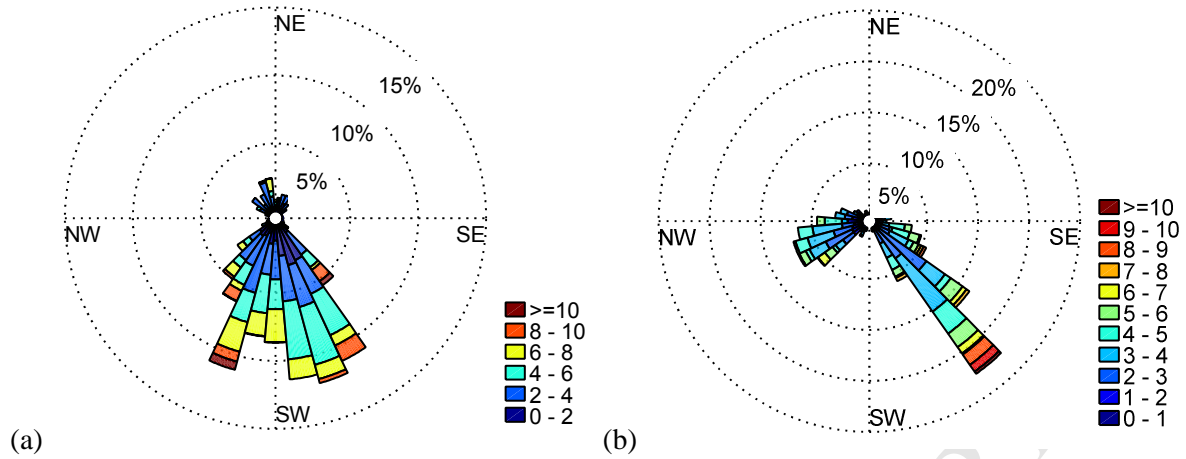 NE
15%
10%
5%
NW
SE
SW
>=10
8 - 10
6 - 8
4 - 6
2 - 4
0 - 2
(a)
NE
20%
15%
10%
5%
NW
SE
SW
>=10
9 - 10
8 - 9
7 - 8
6 - 7
5 - 6
4 - 5
3 - 4
2 - 3
1 - 2
0 - 1
(b)